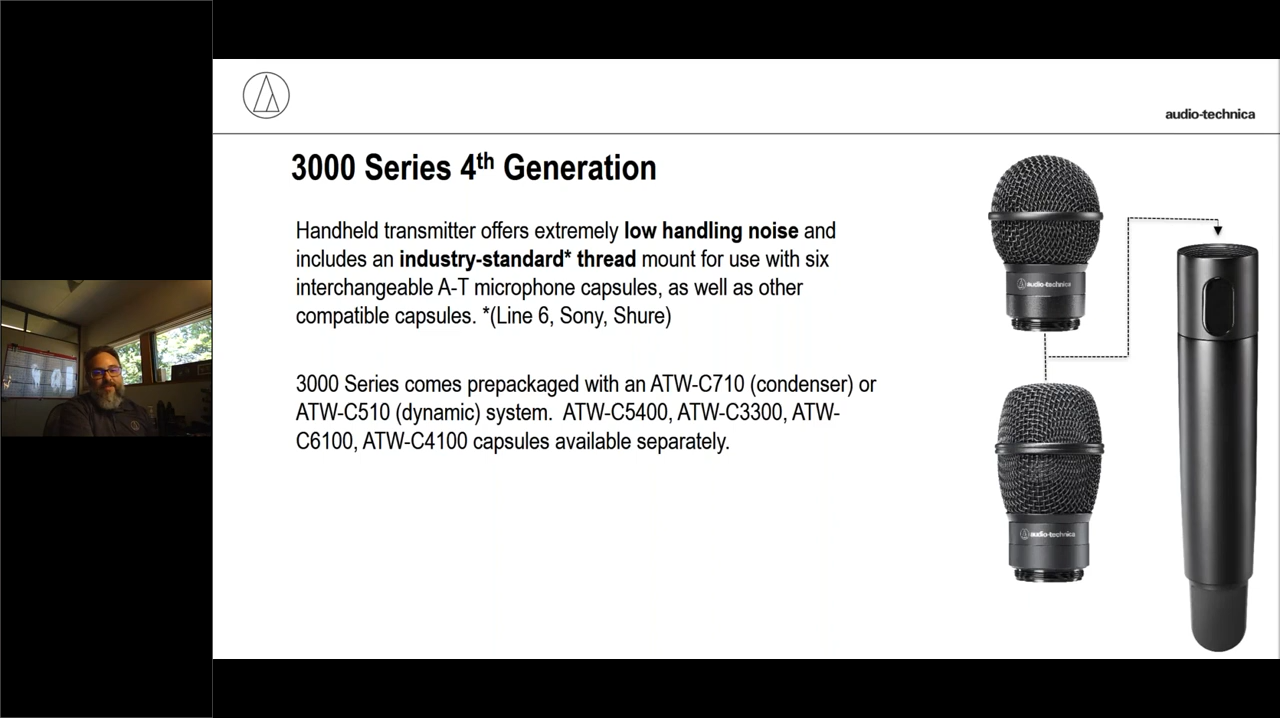 audio-technica
3000 Series 4th Generation
Handheld transmitter offers extremely low handling noise and
includes an industry-standard* thread mount for use with six
interchangeable A-T microphone capsules, as well as other
compatible capsules. *(Line 6, Sony, Shure)
3000 Series comes prepackaged with an ATW-C710 (condenser) or
ATW-C510 (dynamic) system. ATW-C5400, ATW-C3300, ATW-
C6100, ATW-C4100 capsules available separately.
audio-technica
audio-technica